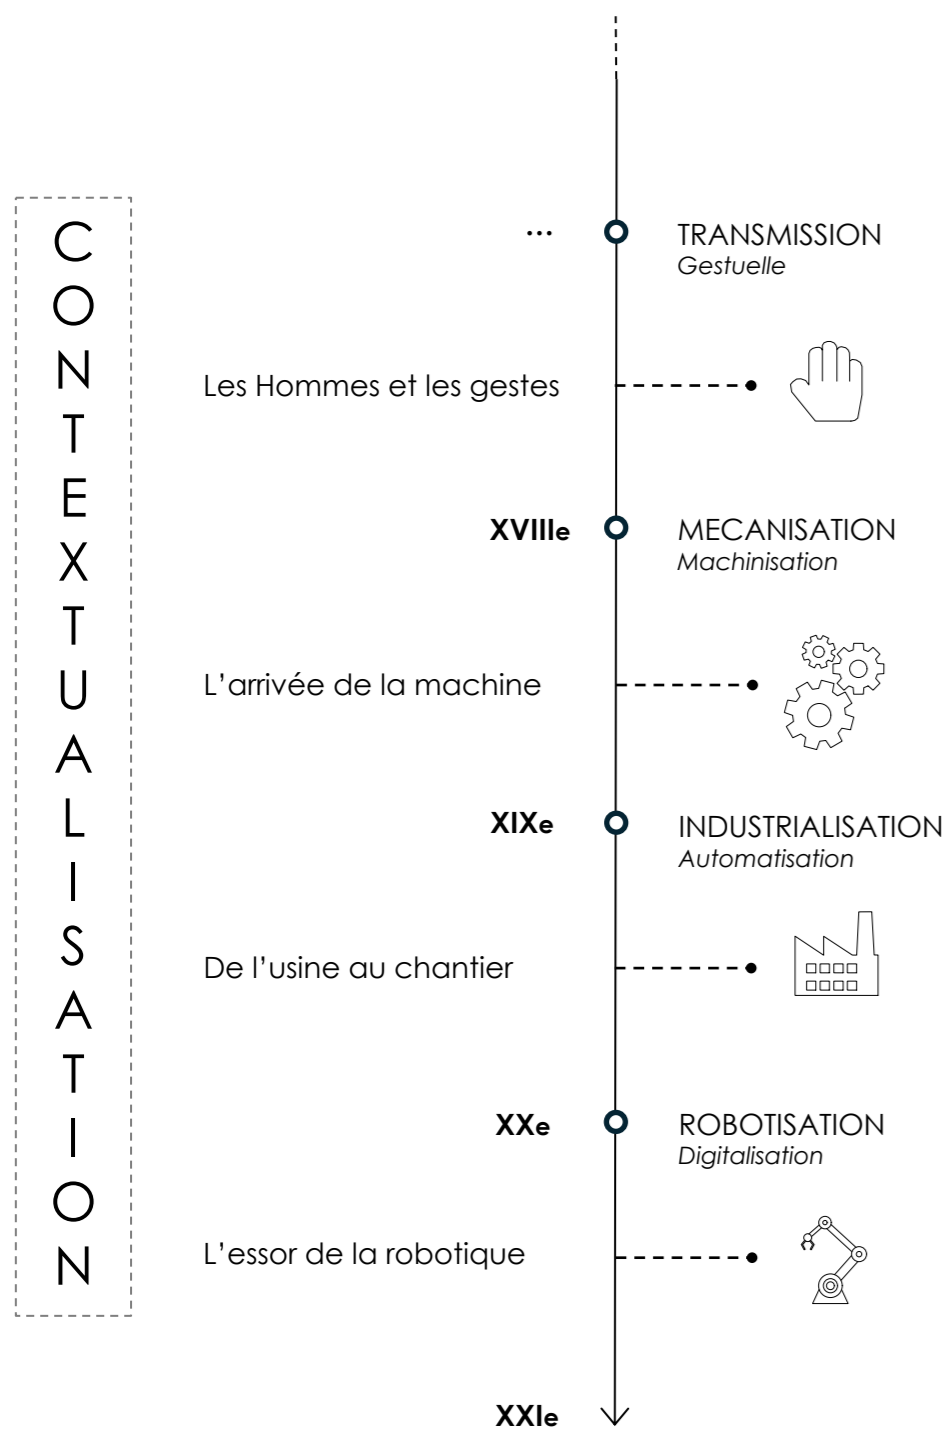 CONTEXTUALISATION
...
TRANSMISSION
Gestuelle
Les Hommes et les gestes
XVIIIe
MECANISATION
Machinisation
L'arrivée de la machine
XIXe
INDUSTRIALISATION
Automatisation
De l'usine au chantier
XXe
ROBOTISATION
Digitalisation
L'essor de la robotique
XXIe